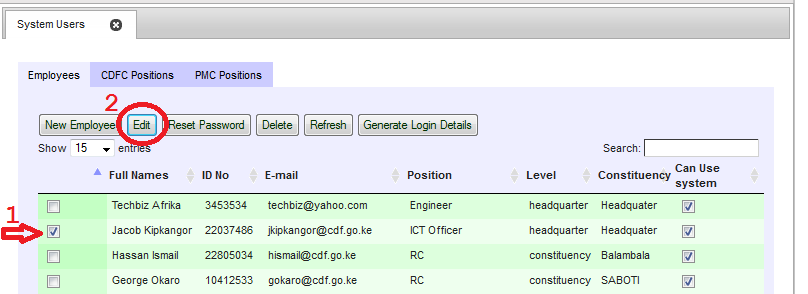 System Users
Employees CDFC Positions PMC Positions
2
New Employee Edit Reset Password Delete Refresh Generate Login Details
Show 15 entries Search:
Full Names ID No E-mail Position Level Constituency Can Use system
Techbiz Afrika 3453534 techbiz@yahoo.com Engineer headquarter Headquater
1
Jacob Kipkangor 22037486 jkipkangor@cdf.go.ke ICT Officer headquarter Headquater
Hassan Ismail 22805034 hismail@cdf.go.ke RC constituency Balambala
George Okaro 10412533 gokaro@cdf.go.ke RC constituency SABOTI